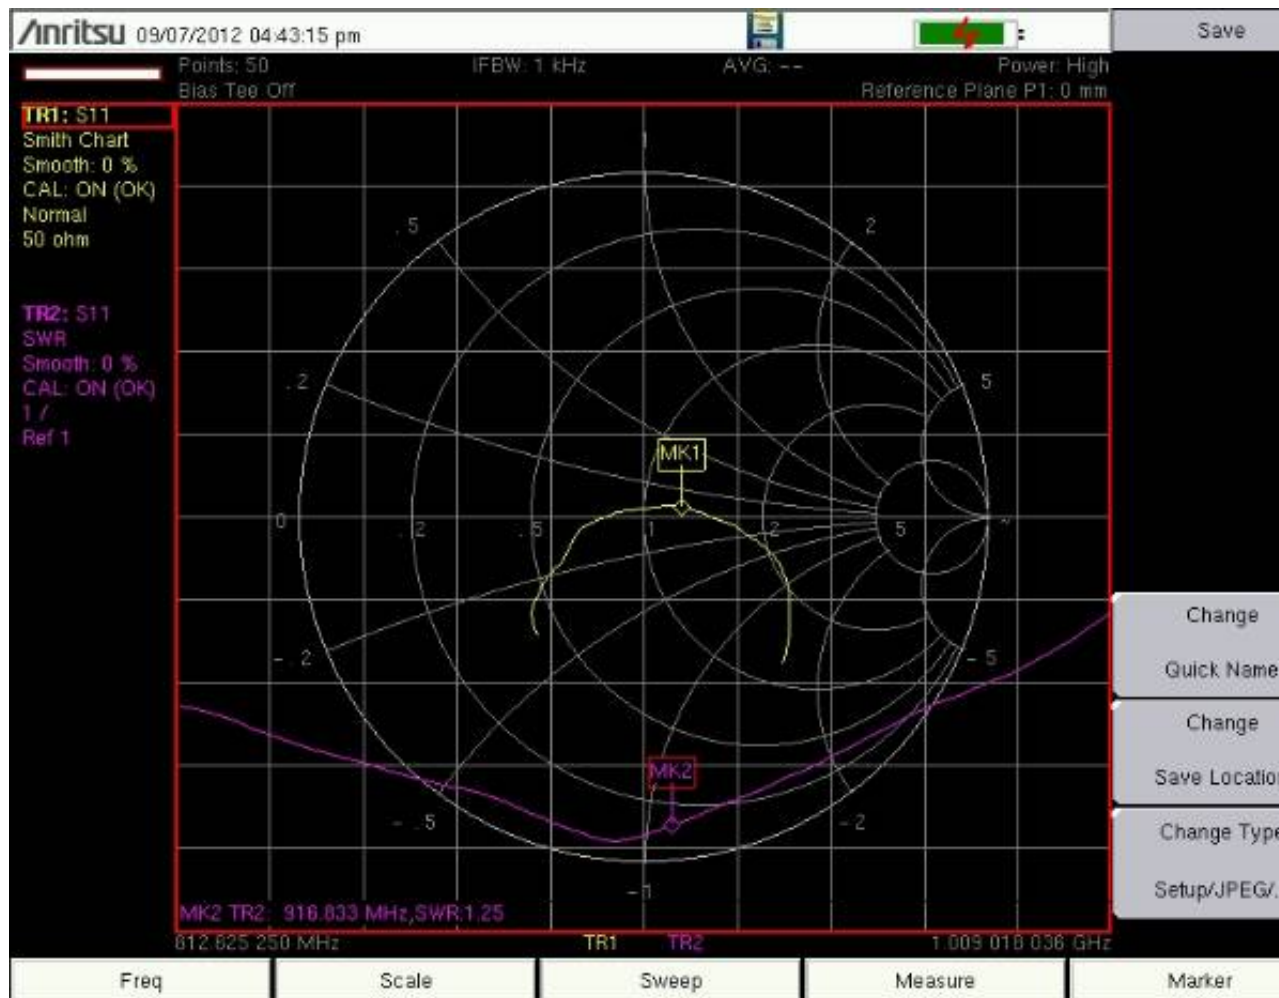 Anritsu 09/07/2012 04:43:15 pm
Save
Points: 50 IFBW: 1 kHz AVG: -- Power: High
Bias Tee Off Reference Plane P1: 0 mm
TR1: S11
Smith Chart
Smooth: 0 %
CAL: ON (OK)
Normal
50 ohm
TR2: S11
SWR
Smooth: 0 %
CAL: ON (OK)
1 /
Ref 1
1
.5 2
.2 5
MK1
0 .2 .5 1 2 5
-.2 -5
MK2
-.5 -2
-1
MK2 TR2: 916.833 MHz,SWR:1.25
812.625 250 MHz TR1 TR2 1.009 018 036 GHz
Change
Quick Name
Change
Save Locatio
Change Type
Setup/JPEG/.
Freq Scale Sweep Measure Marker